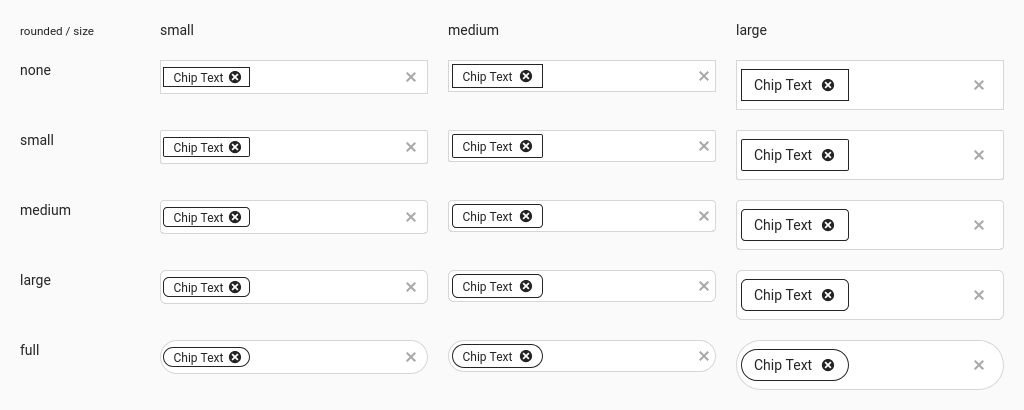 rounded / size small medium large
none Chip Text Chip Text Chip Text
small Chip Text Chip Text Chip Text
medium Chip Text Chip Text Chip Text
large Chip Text Chip Text Chip Text
full Chip Text Chip Text Chip Text